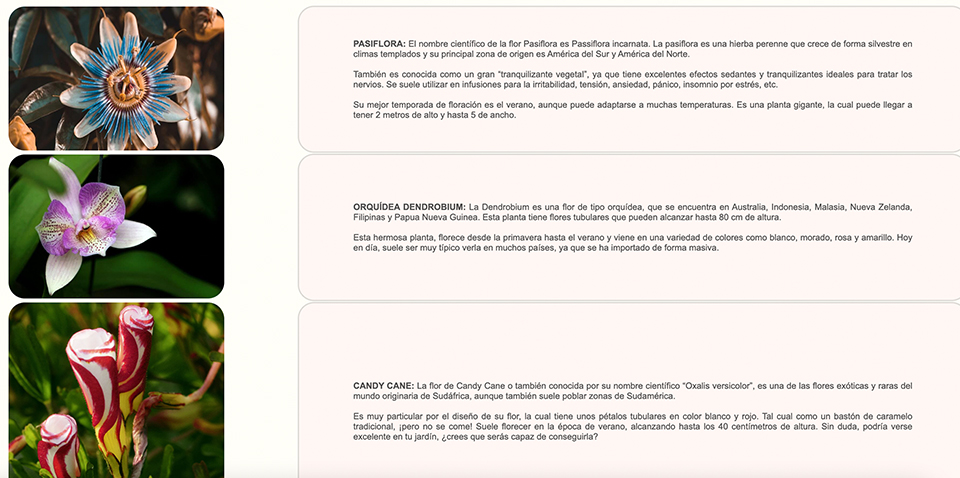 PASIFLORA: El nombre científico de la flor Pasiflora es Passiflora incarnata. La pasiflora es una hierba perenne que crece de forma silvestre en
climas templados y su principal zona de origen es América del Sur y América del Norte.
También es conocida como un gran “tranquilizante vegetal”, ya que tiene excelentes efectos sedantes y tranquilizantes ideales para tratar los
nervios. Se suele utilizar en infusiones para la irritabilidad, tensión, ansiedad, pánico, insomnio por estrés, etc.
Su mejor temporada de floración es el verano, aunque puede adaptarse a muchas temperaturas. Es una planta gigante, la cual puede llegar a
tener 2 metros de alto y hasta 5 de ancho.
ORQUÍDEA DENDROBIUM: La Dendrobium es una flor de tipo orquídea, que se encuentra en Australia, Indonesia, Malasia, Nueva Zelanda,
Filipinas y Papua Nueva Guinea. Esta planta tiene flores tubulares que pueden alcanzar hasta 80 cm de altura.
Esta hermosa planta, florece desde la primavera hasta el verano y viene en una variedad de colores como blanco, morado, rosa y amarillo. Hoy
en día, suele ser muy típico verla en muchos países, ya que se ha importado de forma masiva.
CANDY CANE: La flor de Candy Cane o también conocida por su nombre científico “Oxalis versicolor”, es una de las flores exóticas y raras del
mundo originaria de Sudáfrica, aunque también suele poblar zonas de Sudamérica.
Es muy particular por el diseño de su flor, la cual tiene unos pétalos tubulares en color blanco y rojo. Tal cual como un bastón de caramelo
tradicional, ¡pero no se come! Suele florecer en la época de verano, alcanzando hasta los 40 centímetros de altura. Sin duda, podría verse
excelente en tu jardín, ¿crees que serás capaz de conseguirla?